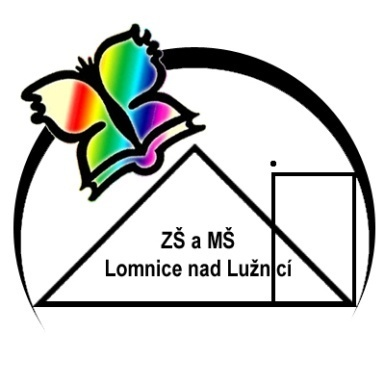 ZŠ a MŠ
Lomnice nad Lužnicí